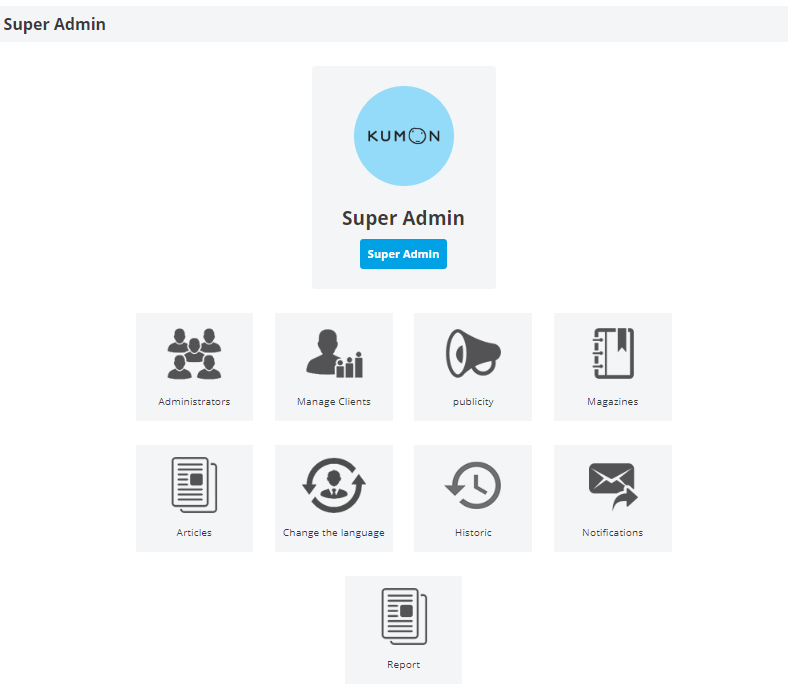 Super Admin
KUMON
Super Admin
Super Admin
Administrators
Manage Clients
publicity
Magazines
Articles
Change the language
Historic
Notifications
Report